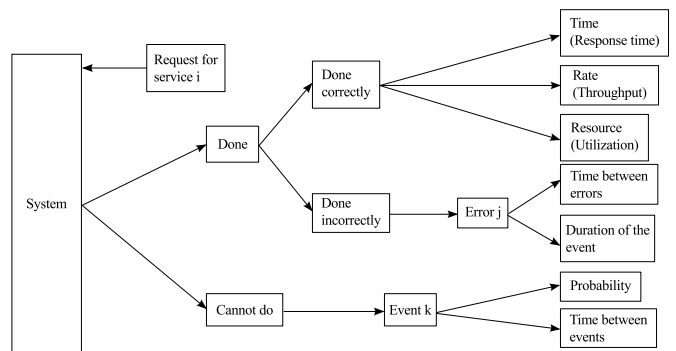 Time
(Response time)
Request for
service i
Done
correctly
Rate
(Throughput)
Resource
(Utilization)
Done
System
Done
incorrectly
Error j
Time between
errors
Duration of the
event
Cannot do
Event k
Probability
Time between
events